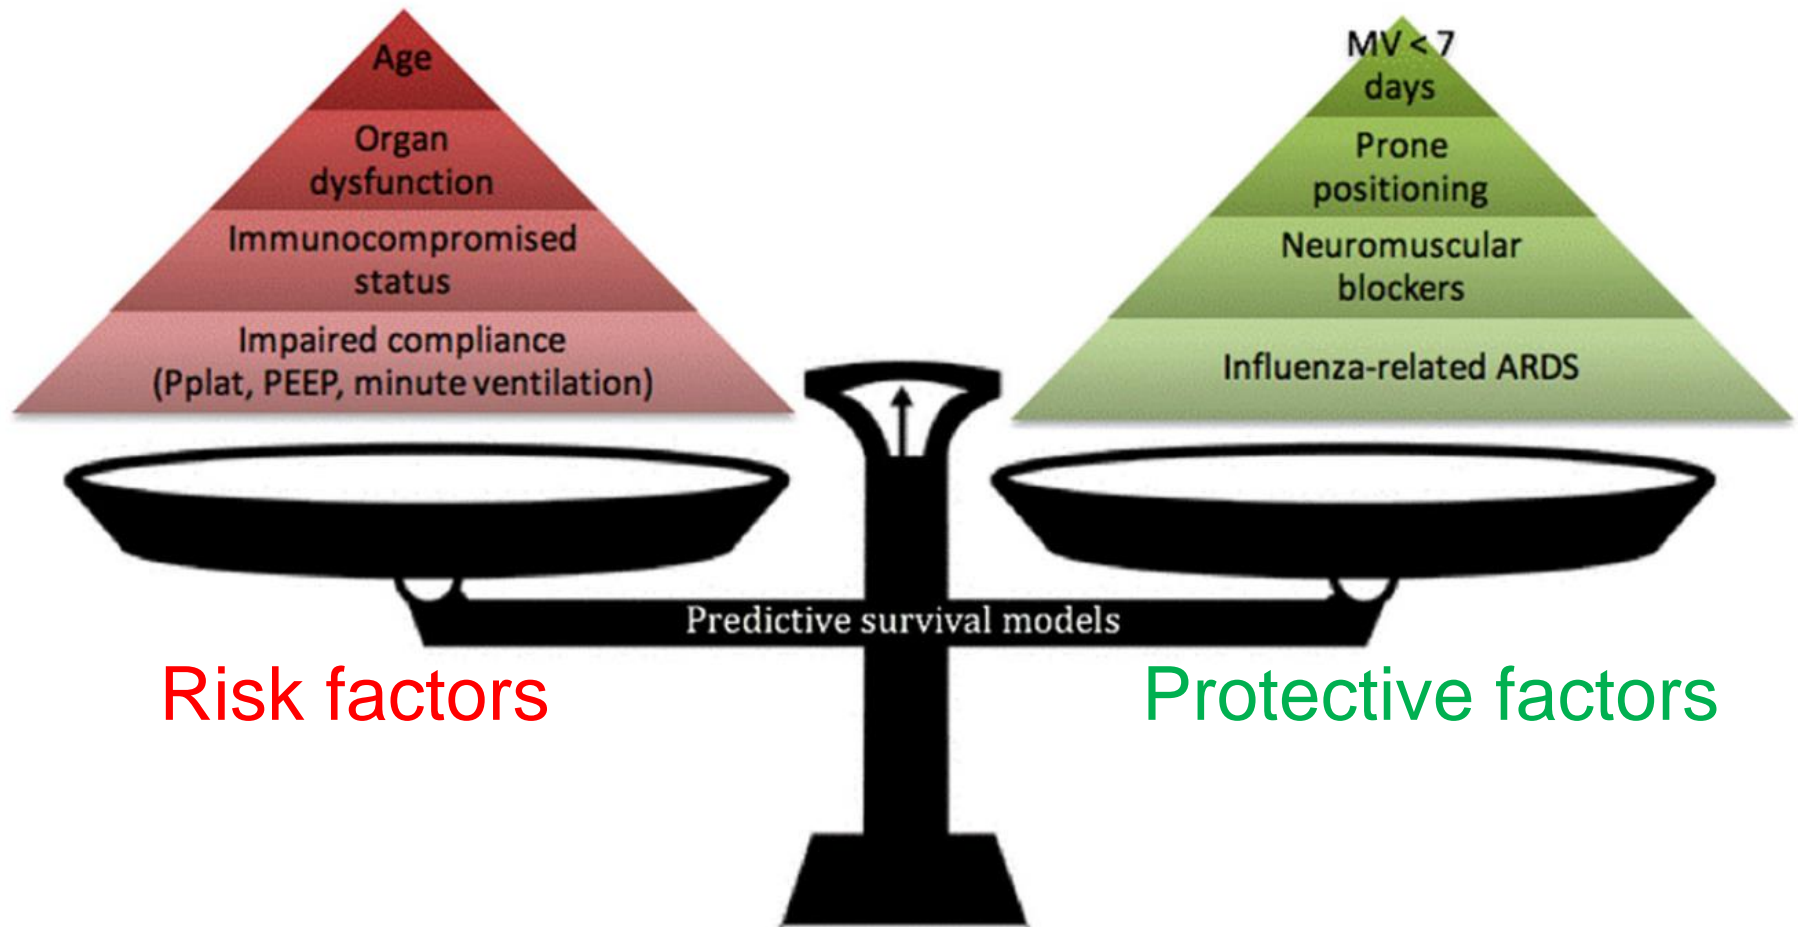 Age
Organ
dysfunction
Immunocompromised
status
Impaired compliance
(Pplat, PEEP, minute ventilation)
MV < 7
days
Prone
positioning
Neuromuscular
blockers
Influenza-related ARDS
Predictive survival models
Risk factors
Protective factors